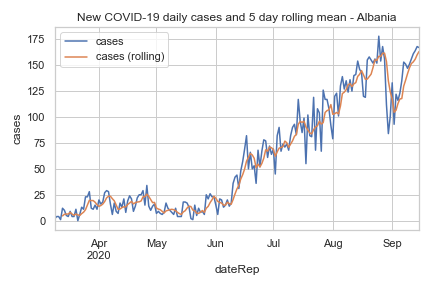 New COVID-19 daily cases and 5 day rolling mean - Albania
cases
cases (rolling)
175
150
125
100
75
50
25
0
cases
Apr
2020
May
Jun
Jul
Aug
Sep
dateRep